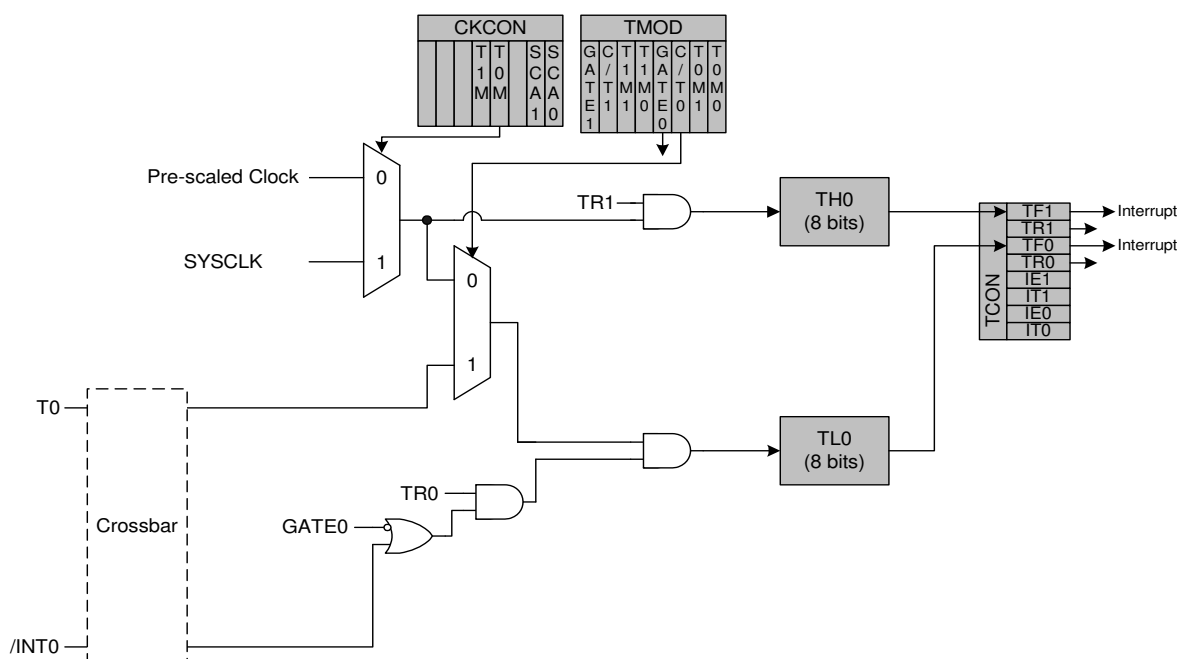 CKCON
T1M
T0M
SCA1
SCA0
TMOD
GATE1
C/T1
T1M1
T1M0
GATE0
C/T0
T0M1
T0M0
Pre-scaled Clock
0
SYSCLK
1
TR1
TH0
(8 bits)
TCON
TF1
TR1
TF0
TR0
IE1
IT1
IE0
IT0
Interrupt
Interrupt
0
1
T0
Crossbar
TL0
(8 bits)
TR0
GATE0
/INT0